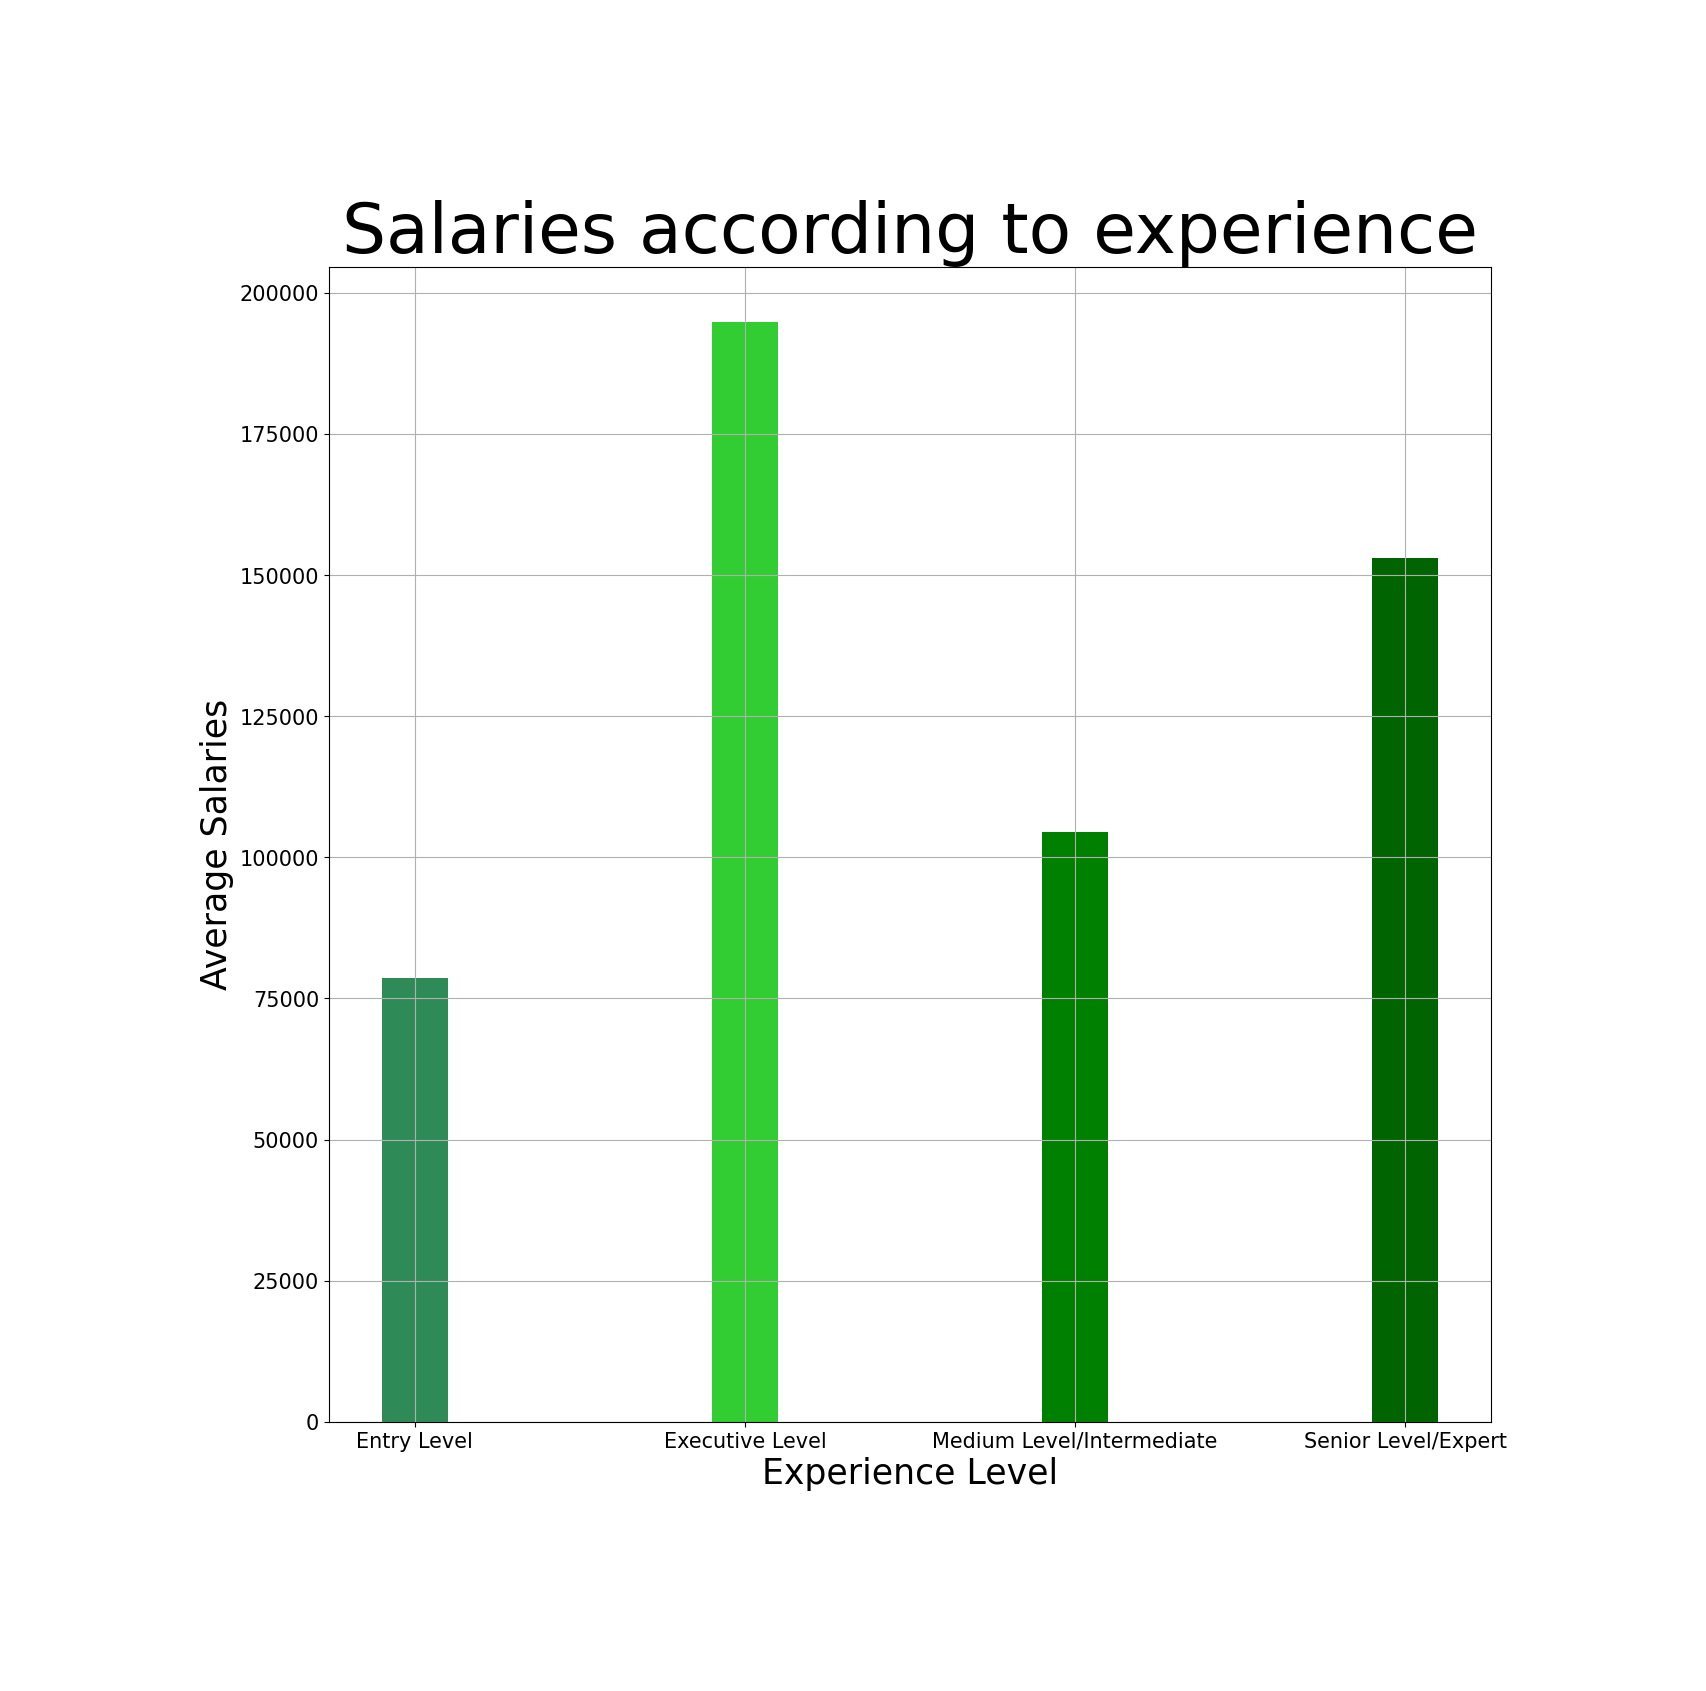 Salaries according to experience
200000
175000
150000
125000
100000
75000
50000
25000
0
Average Salaries
Entry Level
Executive Level
Medium Level/Intermediate
Senior Level/Expert
Experience Level